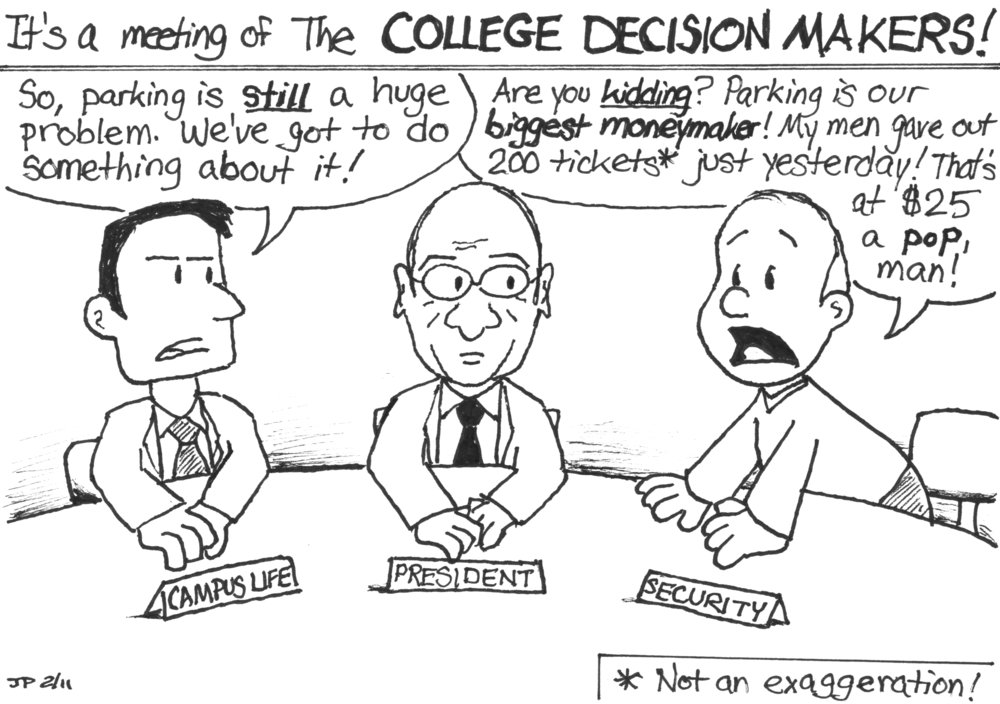 It's a meeting of The COLLEGE DECISION MAKERS!
So, parking is still a huge
problem. We've got to do
something about it!
Are you kidding? Parking is our
biggest moneymaker! My men gave out
200 tickets* just yesterday! That's
at $25
a pop,
man!
CAMPUS LIFE
PRESIDENT
SECURITY
JP 2/11
* Not an exaggeration!